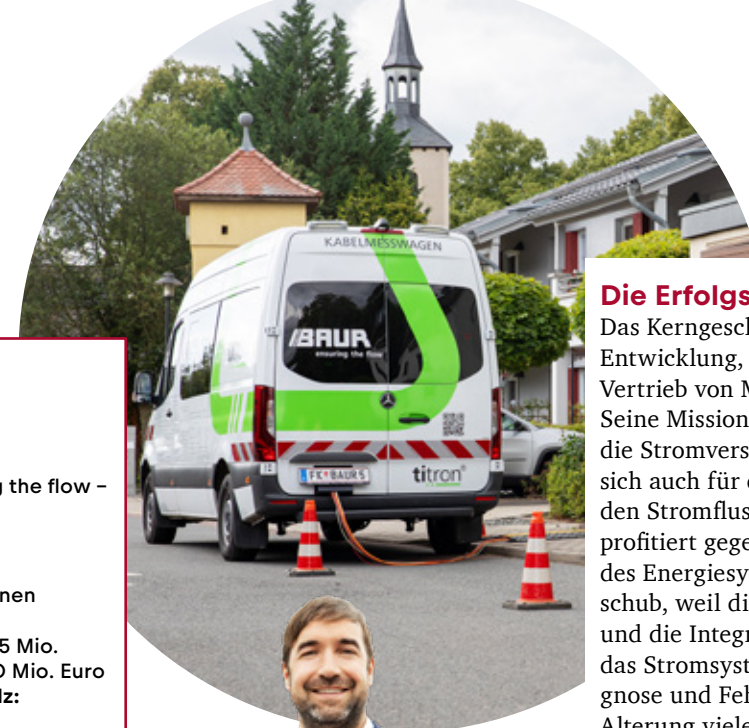 KABELMESSWAGEN
BAUR
ensuring the flow
FK BAUR 5
titron®
the flow –
nen
5 Mio.
0 Mio. Euro
lz:
Die Erfolgs
Das Kerngesch
Entwicklung,
Vertrieb von M
Seine Mission
die Stromvers
sich auch für
den Stromflus
profitiert gege
des Energiesy
schub, weil di
und die Integr
das Stromsyst
gnose und Feh
Alterung viele